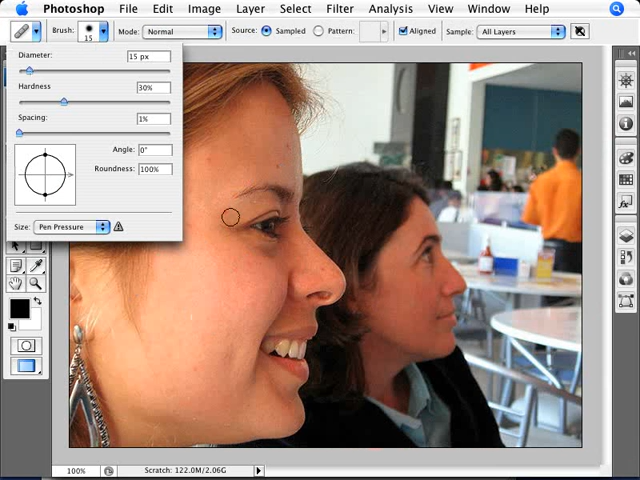 Photoshop File Edit Image Layer Select Filter Analysis View Window Help
Brush: 15 Mode: Normal Source: Sampled Pattern: Aligned Sample: All Layers
Diameter: 15 px
Hardness 30%
Spacing: 1%
Angle: 0°
Roundness: 100%
Size: Pen Pressure
100% Scratch: 122.0M/2.06G